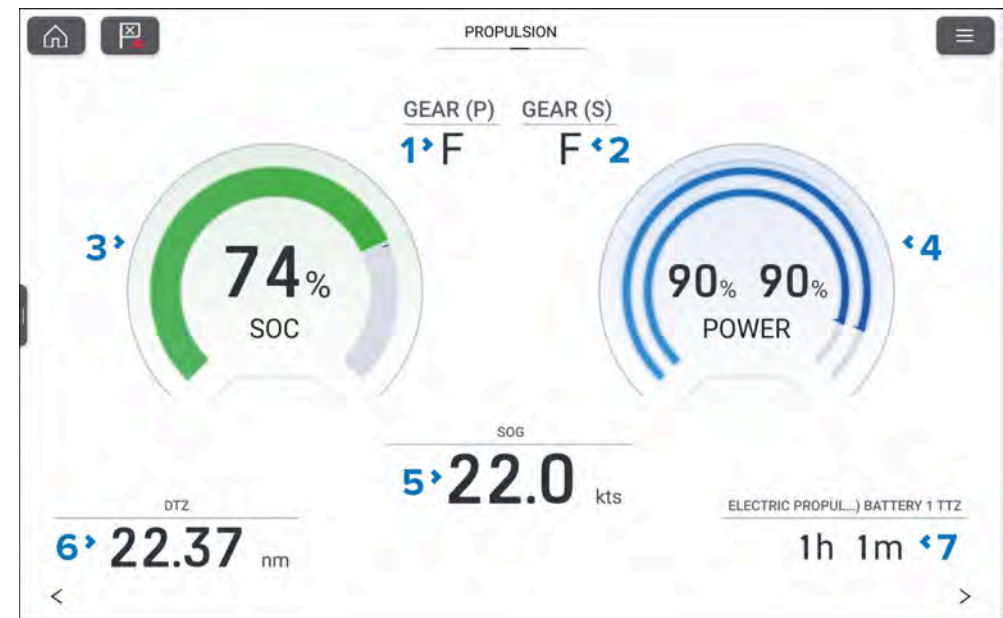 PROPULSION
GEAR (P) GEAR (S)
1 F F 2
3 4
74% 90% 90%
SOC POWER
SOG
5 22.0 kts
DTZ ELECTRIC PROPUL...) BATTERY 1 TTZ
6 22.37 nm 1h 1m 7